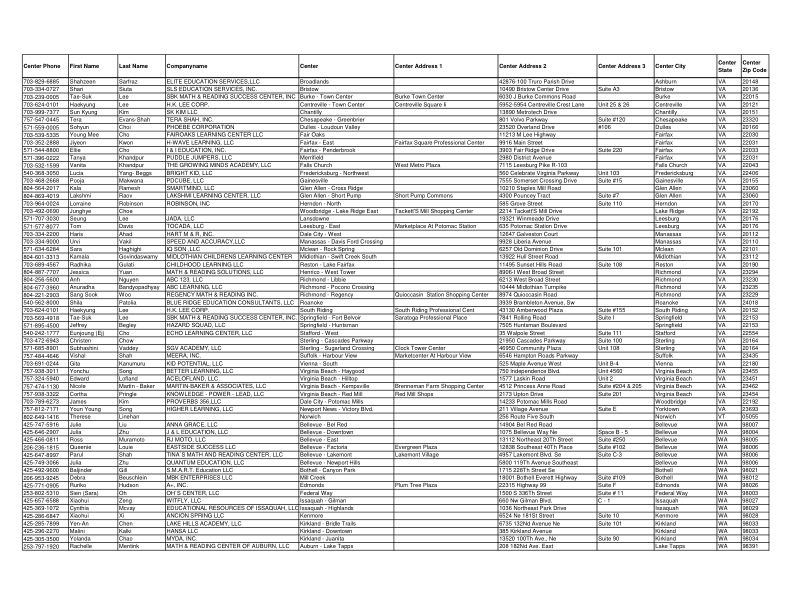 Center Phone First Name Last Name Companyname Center Center Address 1 Center Address 2 Center Address 3 Center City Center State Center Zip Code
703-829-6885 Shahzeen Sarfraz ELITE EDUCATION SERVICES,LLC Broadlands 42876-100 Truro Parish Drive Ashburn VA 20148
703-334-0727 Shari Siuta SLS EDUCATION SERVICES, INC. Bristow 10490 Bristow Center Drive Suite A3 Bristow VA 20136
703-239-0005 Tae-Suk Lee SBK MATH & READING SUCCESS CENTER, INC Burke - Town Center Burke Town Center 6030 J Burke Commons Road Burke VA 22015
703-624-0101 Haekyung Lee H.K. LEE CORP. Centreville - Town Center Centreville Square Ii 5952-5954 Centreville Crest Lane Unit 25 & 26 Centreville VA 20121
703-999-7377 Sun Kyung Kim SK KIM LLC Chantilly 13890 Metrotech Drive Chantilly VA 20151
757-547-0445 Tera Evans-Shah TERA SHAH, INC. Chesapeake - Greenbrier 801 Volvo Parkway Suite #120 Chesapeake VA 23320
571-559-0005 Sohyun Choi PHOEBE CORPORATION Dulles - Loudoun Valley 23520 Overland Drive #106 Dulles VA 20166
703-539-5335 Young Mee Cho FAIROAKS LEARNING CENTER LLC Fair Oaks 11213 M Lee Highway Fairfax VA 22030
703-352-2888 Jiyeon Kwon H-WAVE LEARNING, LLC Fairfax - East Fairfax Square Professional Center 9916 Main Street Fairfax VA 22031
571-544-8800 Ellie Cho I & I EDUCATION, INC. Fairfax - Penderbrook 3903 Fair Ridge Drive Suite 220 Fairfax VA 22033
571-396-0222 Tanya Khandpur PUDDLE JUMPERS, LLC Merrifield 2980 District Avenue Fairfax VA 22031
703-532-1599 Vanita Khandpur THE GROWING MINDS ACADEMY, LLC Falls Church West Metro Plaza 7115 Leesburg Pike R-103 Falls Church VA 22043
540-368-3050 Lucia Yang- Beggs BRIGHT KID, LLC Fredericksburg - Northwest 560 Celebrate Virginia Parkway Unit 103 Fredericksburg VA 22406
703-468-2668 Pooja Makwana PDCUBE, LLC Gainesville 7555 Somerset Crossing Drive Suite #15 Gainesville VA 20155
804-564-2017 Kala Ramesh SMARTMIND, LLC Glen Allen - Cross Ridge 10210 Staples Mill Road Glen Allen VA 23060
804-869-4019 Lakshmi Paov LAKSHMI LEARNING CENTER, LLC Glen Allen - Short Pump Short Pump Commons 4300 Pouncy Tract Suite #7 Glen Allen VA 23060
703-964-0024 Lorraine Robinson ROBINSON, INC Herndon - North 585 Grove Street Suite 110 Herndon VA 20170
703-492-0690 Junghye Choe Woodbridge - Lake Ridge East Tackett'S Mill Shopping Center 2214 Tackett'S Mill Drive Lake Ridge VA 22192
571-707-3030 Seung Lee JADA, LLC Lansdowne 19321 Winmeade Drive Leesburg VA 20176
571-577-8077 Tom Davis TOCADA, LLC Leesburg - East Marketplace At Potomac Station 635 Potomac Station Drive Leesburg VA 20176
703-334-2200 Haris Ahad HART M & R, INC. Dale City - West 12647 Galveston Court Manassas VA 20112
703-334-9000 Urvi Vakil SPEED AND ACCURACY,LLC Manassas - Davis Ford Crossing 9928 Liberia Avenue Manassas VA 20110
571-634-0284 Sara Haghighi IQ SON ,LLC Mclean - Rock Spring 6257 Old Dominion Drive Suite 101 Mclean VA 22101
804-601-3313 Kamala Govindaswamy MIDLOTHIAN CHILDRENS LEARNING CENTER Midlothian - Swift Creek South 13922 Hull Street Road Midlothian VA 23112
703-689-4567 Radhika Gulati CHILDHOOD LEARNING LLC Reston - Lake Fairfax 11495 Sunset Hills Road Suite 108 Reston VA 20190
804-887-7707 Jessica Yuan MATH & READING SOLUTIONS, LLC Henrico - West Tower 8906-I West Broad Street Richmond VA 23294
804-256-5600 Anh Nguyen ABC 123, LLC Richmond - Libbie 6213 West Broad Street Richmond VA 23230
804-677-3960 Anuradha Bandyopadhyay ABC LEARNING, LLC Richmond - Pocono Crossing 10444 Midlothian Turnpike Richmond VA 23235
804-221-2903 Sang Sook Woo REGENCY MATH & READING INC. Richmond - Regency Quioccasin Station Shopping Center 8974 Quioccasin Road Richmond VA 23229
540-562-8000 Shila Patolia BLUE RIDGE EDUCATION CONSULTANTS, LLC Roanoke 3939 Brambleton Avenue, Sw Roanoke VA 24018
703-624-0101 Haekyung Lee H.K. LEE CORP. South Riding South Riding Professional Cent 43130 Amberwood Plaza Suite #155 South Riding VA 20152
703-569-4018 Tae-Suk Lee SBK MATH & READING SUCCESS CENTER, INC. Springfield - Fort Belvoir Saratoga Professional Place 7841 Rolling Road Suite I Springfield VA 22153
571-895-4500 Jeffrey Begley HAZARD SQUAD, LLC Springfield - Huntsman 7505 Huntsman Boulevard Springfield VA 22153
540-242-1777 Eunjeong (Ej) Cho ECHO LEARNING CENTER, LLC Stafford - West 35 Walpole Street Suite 111 Stafford VA 22554
703-472-6943 Christen Chow Sterling - Cascades Parkway 21950 Cascades Parkway Suite 100 Sterling VA 20164
571-685-8901 Subhashini Vaddey SGV ACADEMY, LLC. Sterling - Sugarland Crossing Clock Tower Center 46950 Community Plaza Unit 108 Sterling VA 20164
757-484-4646 Vishal Shah MEERA, INC. Suffolk - Harbour View Marketcenter At Harbour View 6546 Hampton Roads Parkway Suffolk VA 23435
703-691-0244 Gita Kanumuru KID POTENTIAL, LLC Vienna - South 525 Maple Avenue West Unit B-4 Vienna VA 22180
757-938-3011 Yonchu Song BETTER LEARNING, LLC Virginia Beach - Haygood 750 Independence Blvd. Unit 4560 Virginia Beach VA 23455
757-324-5940 Edward Lofland ACELOFLAND, LLC. Virginia Beach - Hilltop 1577 Laskin Road Unit 2 Virginia Beach VA 23451
757-474-1130 Nicole Martin - Baker MARTIN-BAKER & ASSOCIATES, LLC Virginia Beach - Kempsville Brenneman Farm Shopping Center 4512 Princess Anne Road Suite #204 & 205 Virginia Beach VA 23462
757-938-3322 Cortha Pringle KNOWLEDGE - POWER - LEAD, LLC Virginia Beach - Red Mill Red Mill Shops 2173 Upton Drive Suite 201 Virginia Beach VA 23454
703-789-6273 James Kim PROVERBS 356,LLC Dale City - Potomac Mills 14233 Potomac Mills Road Woodbridge VA 22192
757-812-7171 Youn Young Song HIGHER LEARNING, LLC Newport News - Victory Blvd. 211 Village Avenue Suite E Yorktown VA 23693
802-649-1416 Therese Linehan Norwich 256 Route Five South Norwich VT 05055
425-747-5916 Julie Liu ANNA GRACE, LLC Bellevue - Bel Red 14904 Bel Red Road Bellevue WA 98007
425-646-2907 Julie Du J & L EDUCATION, LLC Bellevue - Downtown 1075 Bellevue Way Ne Space B - 5 Bellevue WA 98004
425-466-0811 Ross Muramoto RJ MOTO, LLC Bellevue - East 13112 Northeast 20Th Street Suite #250 Bellevue WA 98005
206-236-1815 Queenie Louie EASTSIDE SUCCESS LLC Bellevue - Factoria Evergreen Plaza 12838 Southeast 40Th Place Suite #102 Bellevue WA 98006
425-647-8997 Parul Shah TINA'S MATH AND READING CENTER, LLC Bellevue - Lakemont Lakemont Village 4957 Lakemont Blvd. Se Suite C-3 Bellevue WA 98006
425-749-3066 Julia Zhu QUANTUM EDUCATION, LLC Bellevue - Newport Hills 5800 119Th Avenue Southeast Bellevue WA 98006
425-492-9600 Baljinder Gill S.M.A.R.T. Education LLC Bothell - Canyon Park 1715 228Th Street Se Bothell WA 98021
206-953-9245 Debra Beuschlein MBK ENTERPRISES LLC Mill Creek 18001 Bothell Everett Highway Suite #109 Bothell WA 98012
425-771-0905 Ruriko Hudson A+, INC. Edmonds Plum Tree Plaza 22315 Highway 99 Suite F Edmonds WA 98026
253-802-5310 Sien (Sara) Oh OH'S CENTER, LLC Federal Way 1500 S 336Th Street Suite # 11 Federal Way WA 98003
425-657-6588 Xiaohui Zeng WITFLY, LLC Issaquah - Gilman 660 Nw Gilman Blvd. C - 1 Issaquah WA 98027
425-369-1072 Cynthia Mcvay EDUCATIONAL RESOURCES OF ISSAQUAH, LLC Issaquah - Highlands 1036 Northeast Park Drive Issaquah WA 98029
425-286-6847 Xiaohui Xi ANCION SPRING LLC Kenmore 6524 Ne 181St Street Suite 10 Kenmore WA 98028
425-285-7899 Yen-An Chen LAKE HILLS ACADEMY, LLC Kirkland - Bridle Trails 6735 132Nd Avenue Ne Suite 101 Kirkland WA 98033
425-296-2270 Malini Kalki HANSA LLC Kirkland - Downtown 385 Kirkland Avenue Kirkland WA 98033
425-305-3500 Yolanda Chao MYDA, INC. Kirkland - Juanita 13520 100Th Ave., Ne Suite 90 Kirkland WA 98034
253-797-1920 Rachelle Mentink MATH & READING CENTER OF AUBURN, LLC Auburn - Lake Tapps 208 182Nd Ave. East Lake Tapps WA 98391